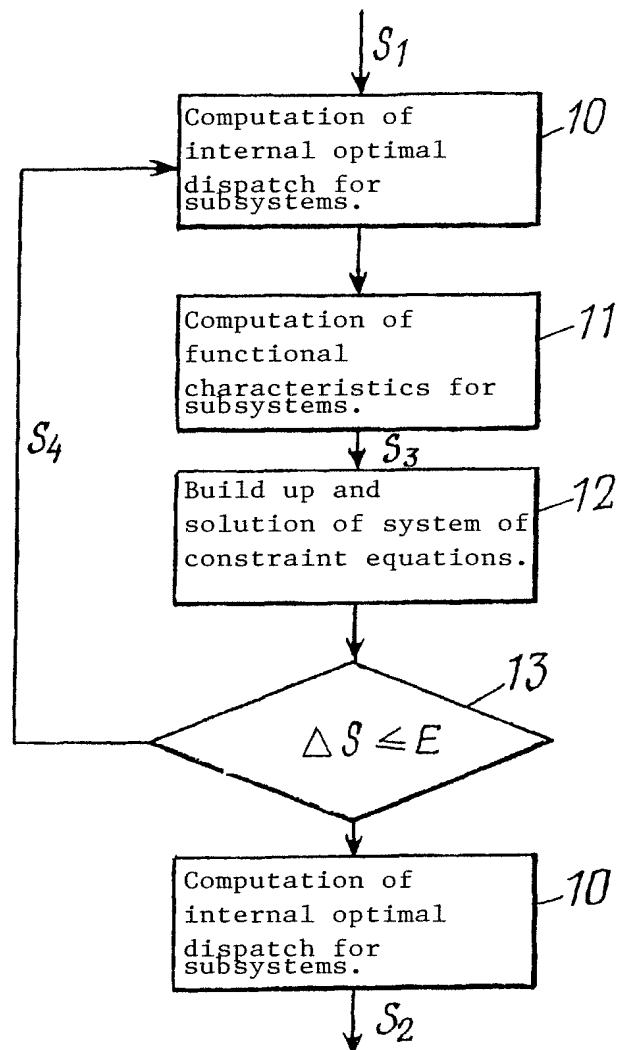 S1
Computation of
internal optimal
dispatch for
subsystems.
10
Computation of
functional
characteristics for
subsystems.
11
S4
S3
Build up and
solution of system of
constraint equations.
12
13
△ S ≤ E
Computation of
internal optimal
dispatch for
subsystems.
10
S2